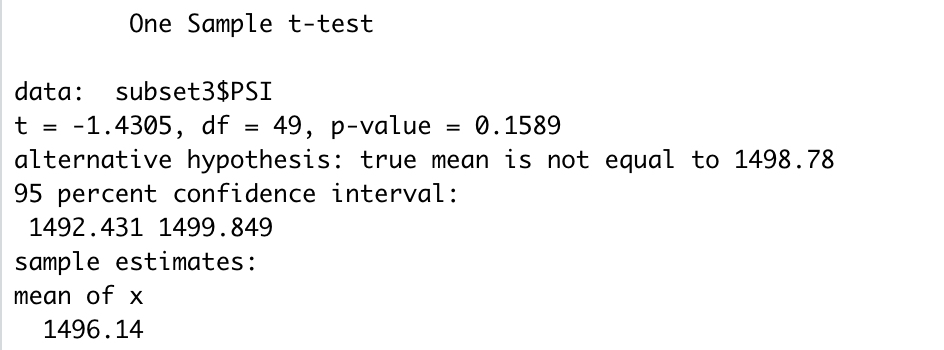 One Sample t-test
data: subset3$PSI
t = -1.4305, df = 49, p-value = 0.1589
alternative hypothesis: true mean is not equal to 1498.78
95 percent confidence interval:
1492.431 1499.849
sample estimates:
mean of x
1496.14